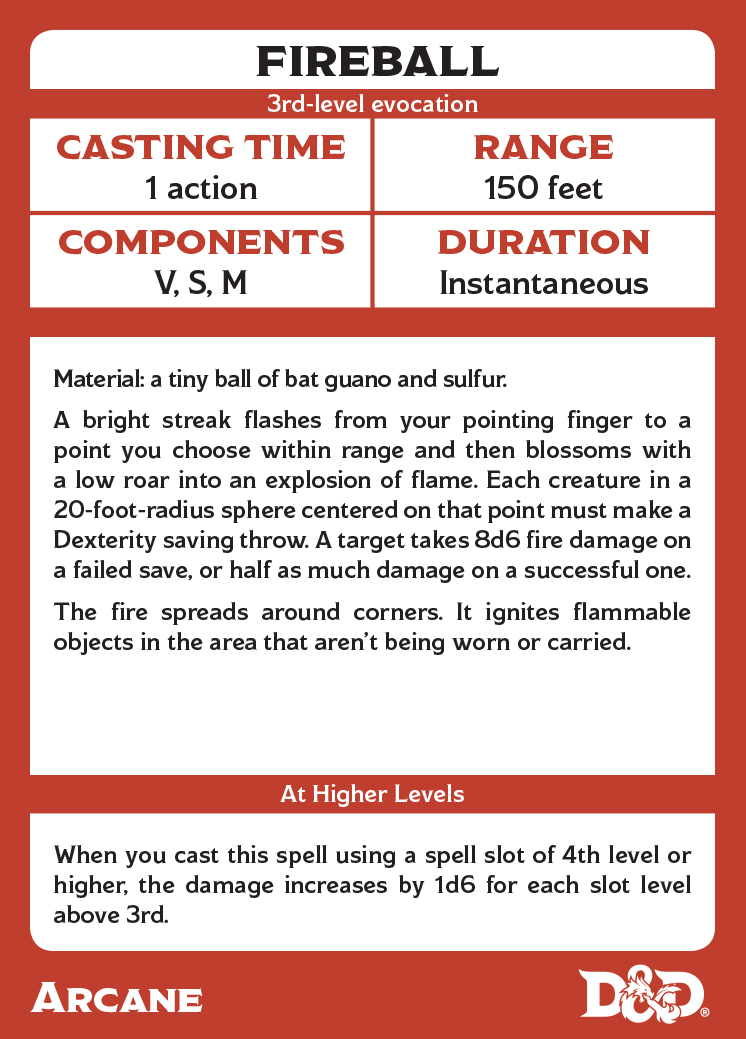 FIREBALL
3rd-level evocation
CASTING TIME
1 action
RANGE
150 feet
COMPONENTS
V, S, M
DURATION
Instantaneous
Material: a tiny ball of bat guano and sulfur.
A bright streak flashes from your pointing finger to a
point you choose within range and then blossoms with
a low roar into an explosion of flame. Each creature in a
20-foot-radius sphere centered on that point must make a
Dexterity saving throw. A target takes 8d6 fire damage on
a failed save, or half as much damage on a successful one.
The fire spreads around corners. It ignites flammable
objects in the area that aren't being worn or carried.
At Higher Levels
When you cast this spell using a spell slot of 4th level or
higher, the damage increases by 1d6 for each slot level
above 3rd.
ARCANE
D&D®